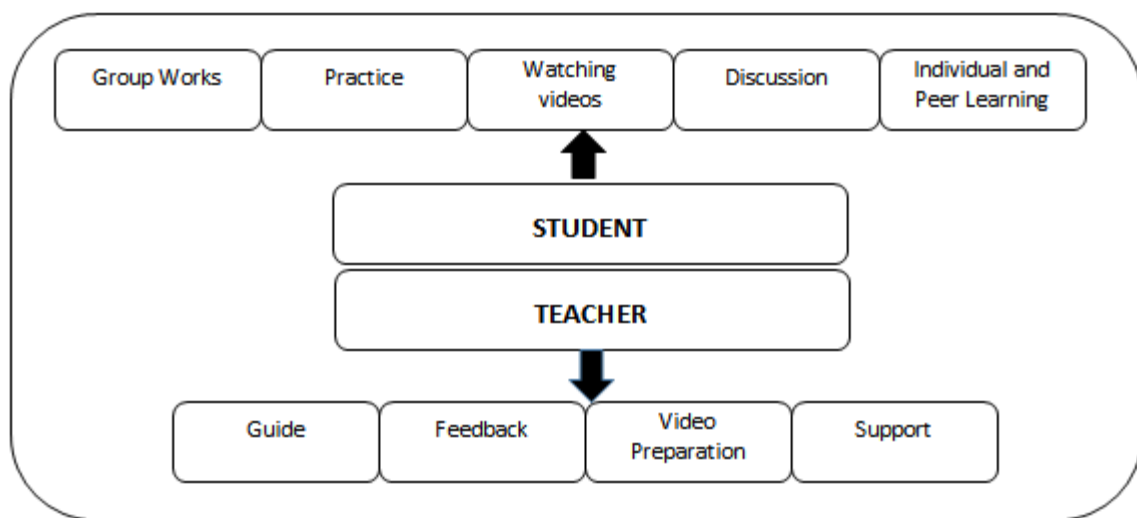 Group Works
Practice
Watching
videos
Discussion
Individual and
Peer Learning
STUDENT
TEACHER
Guide
Feedback
Video
Preparation
Support